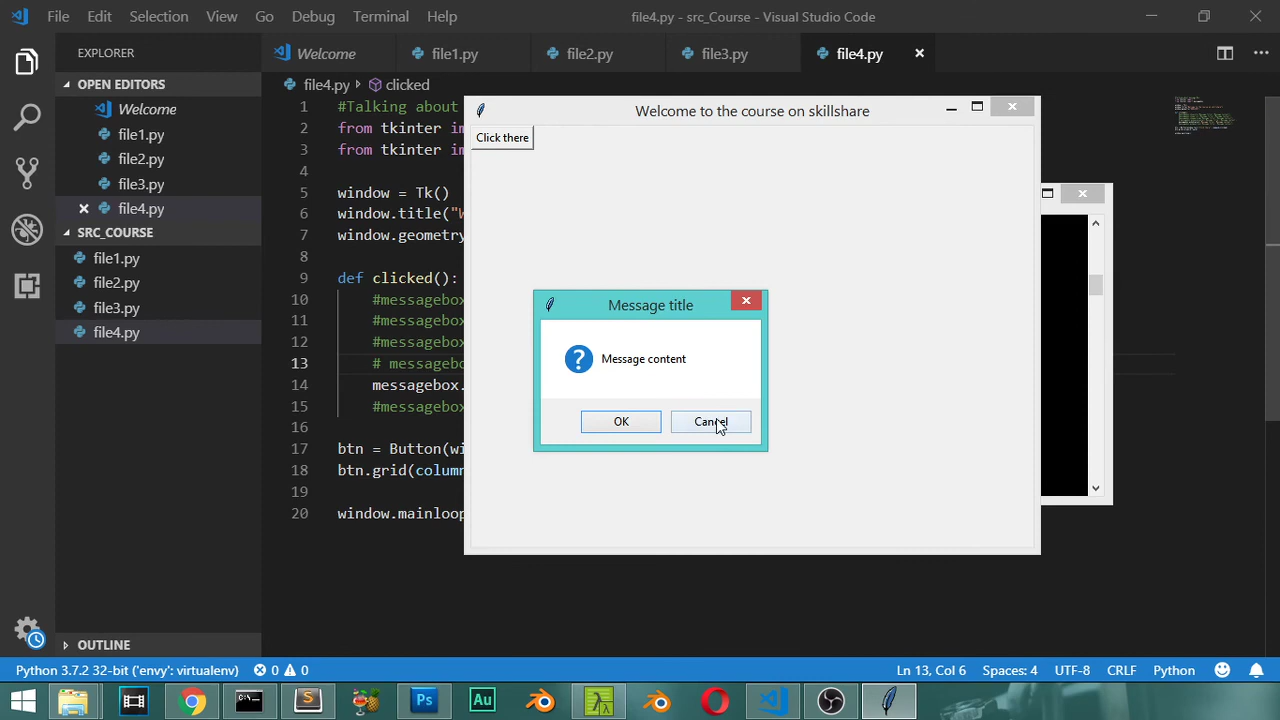 File Edit Selection View Go Debug Terminal Help
file4.py - src_Course - Visual Studio Code
EXPLORER
Welcome
file1.py
file2.py
file3.py
file4.py
OPEN EDITORS
Welcome
file1.py
file2.py
file3.py
file4.py
SRC_COURSE
file1.py
file2.py
file3.py
file4.py
OUTLINE
file4.py > clicked
1 #Talking about
2 from tkinter im
3 from tkinter im
4
5 window = Tk()
6 window.title("W
7 window.geometry
8
9 def clicked():
10 #messagebox
11 #messagebox
12 #messagebox
13 # messagebo
14 messagebox.
15 #messagebox
16
17 btn = Button(wi
18 btn.grid(column
19
20 window.mainloop
Welcome to the course on skillshare
Click there
Message title
Message content
OK
Cancel
Python 3.7.2 32-bit ('envy': virtualenv) 0 0
Ln 13, Col 6 Spaces: 4 UTF-8 CRLF Python
Ps
Au